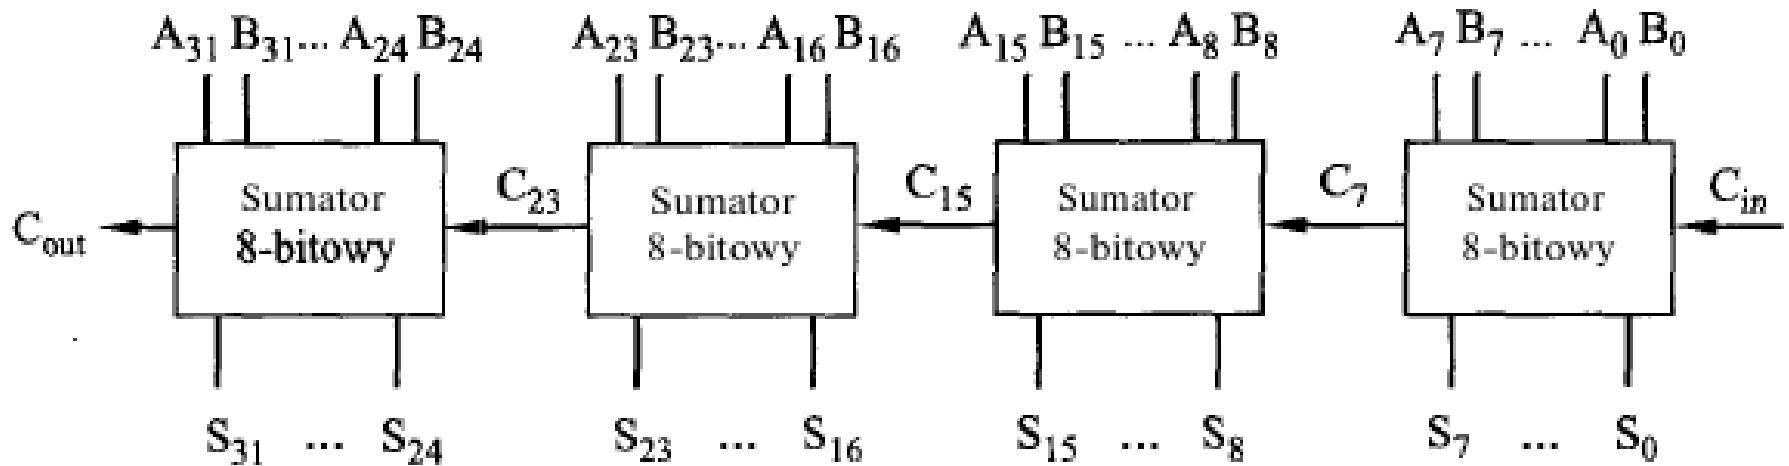 A31 B31... A24 B24 A23 B23... A16 B16 A15 B15 ... A8 B8 A7 B7 ... A0 B0
C23 C15 C7 Cin
Sumator Sumator Sumator Sumator
Cout 8-bitowy 8-bitowy 8-bitowy 8-bitowy
S31 ... S24 S23 ... S16 S15 ... S8 S7 ... S0